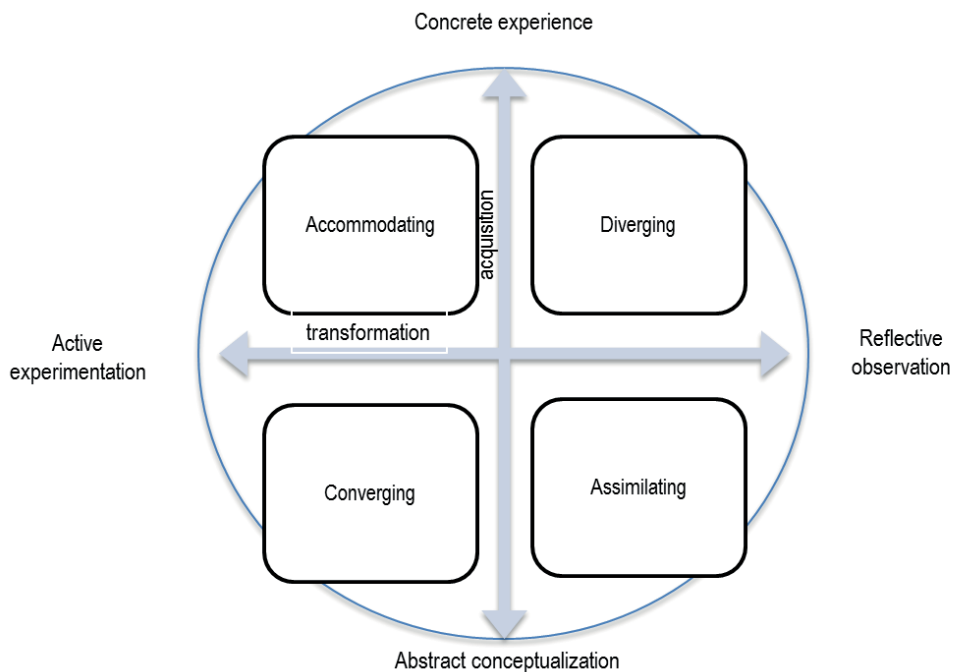 Concrete experience
Accommodating
acquisition
Diverging
transformation
Active
experimentation
Reflective
observation
Converging
Assimilating
Abstract conceptualization